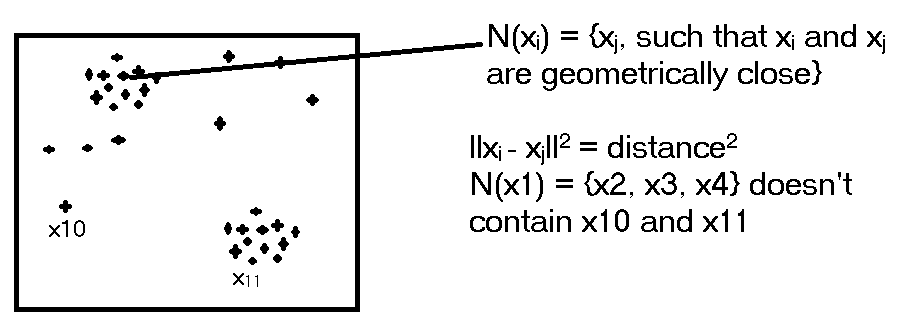 N(xᵢ) = {xⱼ, such that xᵢ and xⱼ
are geometrically close}
||xᵢ - xⱼ||² = distance²
N(x1) = {x2, x3, x4} doesn't
contain x10 and x11
x10
x₁₁